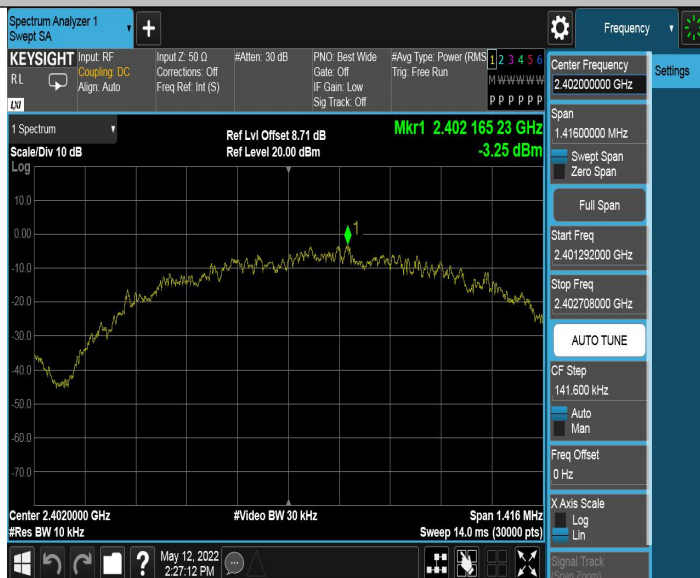 Spectrum Analyzer 1
Swept SA
+
Frequency
KEYSIGHT
RL
LXI
Input: RF
Coupling: DC
Align: Auto
Input Z: 50 Ω
Corrections: Off
Freq Ref: Int (S)
#Atten: 30 dB
PNO: Best Wide
Gate: Off
IF Gain: Low
Sig Track: Off
#Avg Type: Power (RMS
Trig: Free Run
1 2 3 4 5 6
M W W W W W
P P P P P P
1 Spectrum
Scale/Div 10 dB
Log
Ref Lvl Offset 8.71 dB
Ref Level 20.00 dBm
Mkr1 2.402 165 23 GHz
-3.25 dBm
10.0
0.00
-10.0
-20.0
-30.0
-40.0
-50.0
-60.0
-70.0
1
Center 2.4020000 GHz
#Res BW 10 kHz
#Video BW 30 kHz
Span 1.416 MHz
Sweep 14.0 ms (30000 pts)
?
May 12, 2022
2:27:12 PM
Center Frequency
2.402000000 GHz
Span
1.41600000 MHz
Swept Span
Zero Span
Full Span
Start Freq
2.401292000 GHz
Stop Freq
2.402708000 GHz
AUTO TUNE
CF Step
141.600 kHz
Auto
Man
Freq Offset
0 Hz
X Axis Scale
Log
Lin
Signal Track
(Span Zoom)
Settings